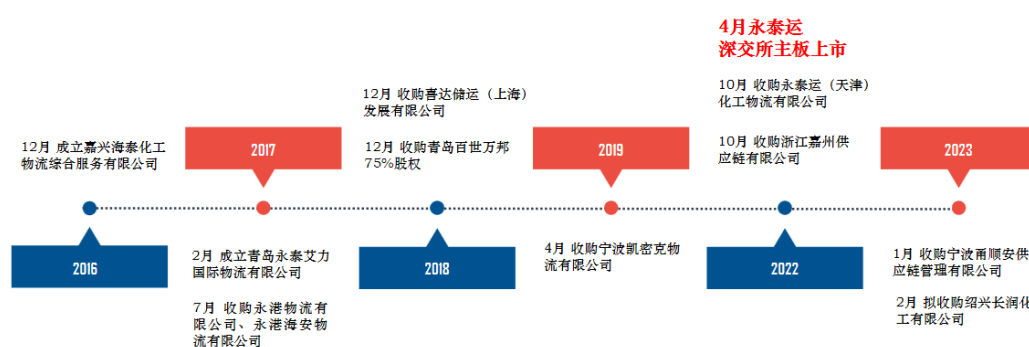 4月永泰运
深交所主板上市
12月 收购喜达储运（上海）
发展有限公司
10月 收购永泰运（天津）
化工物流有限公司
12月 成立嘉兴海泰化工
物流综合服务有限公司
2017
12月 收购青岛百世万邦
75%股权
2019
10月 收购浙江嘉州供
应链有限公司
2023
2016
2月 成立青岛永泰艾力
国际物流有限公司
7月 收购永港物流有
限公司、永港海安物
流有限公司
2018
4月 收购宁波凯密克物
流有限公司
2022
1月 收购宁波甬顺安供
应链管理有限公司
2月 拟收购绍兴长润化
工有限公司